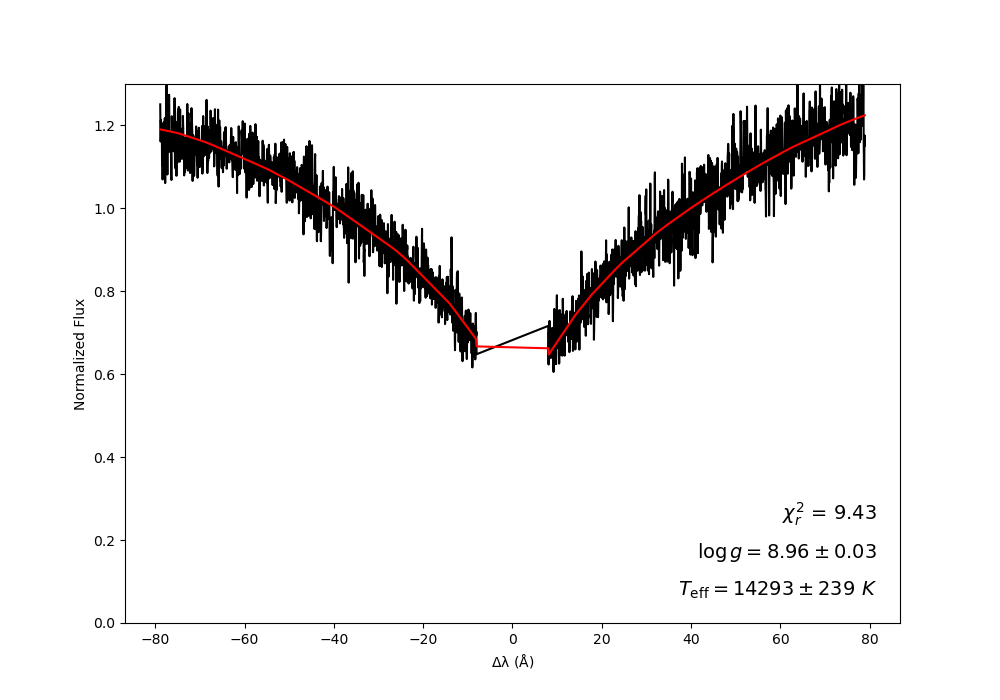 1.2
1.0
0.8
0.6
0.4
0.2
0.0
Normalized Flux
χ²ᵣ = 9.43
log g = 8.96 ± 0.03
T_eff = 14293 ± 239 K
−80 −60 −40 −20 0 20 40 60 80
Δλ (Å)